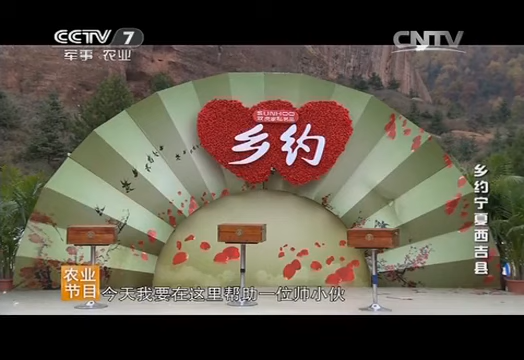 CCTV 7
军事 农业
CNTV
SUNHOO
乡约
乡约宁夏西吉县
农业
节目
今天我要在这里帮助一位帅小伙